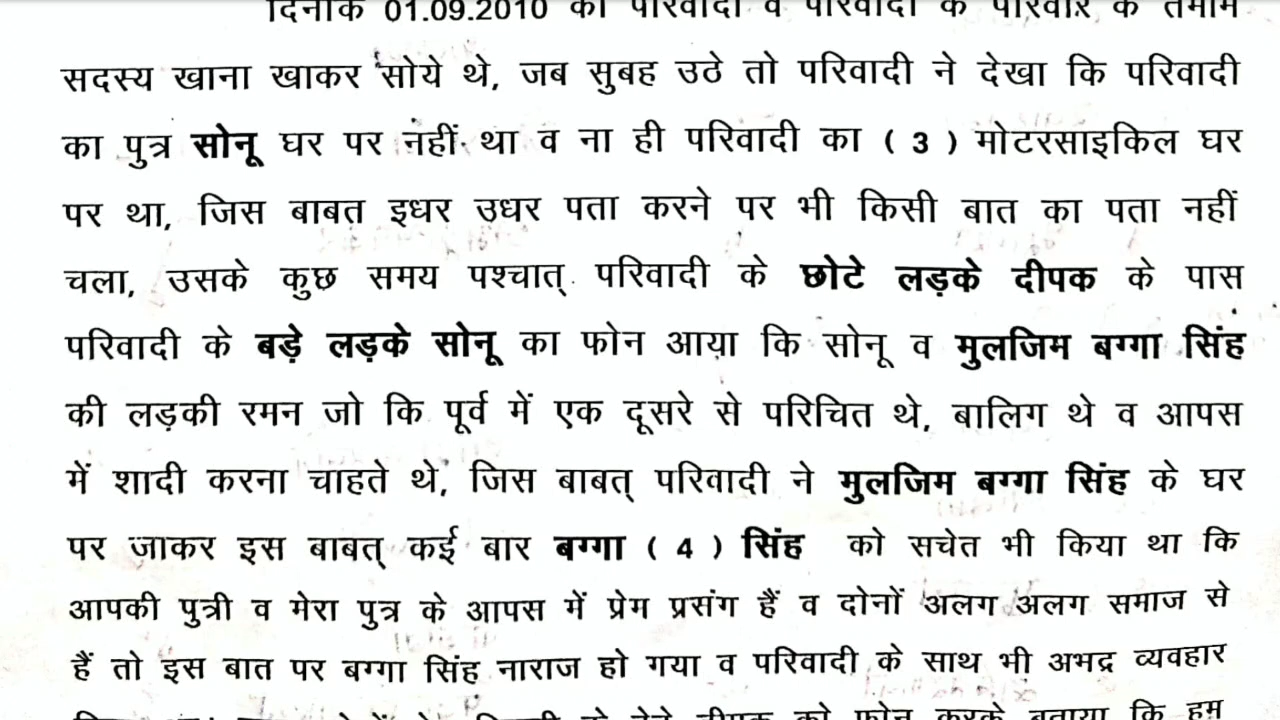 दिनांक 01.09.2010 को परिवादी व परिवादी के परिवार के तमाम
सदस्य खाना खाकर सोये थे, जब सुबह उठे तो परिवादी ने देखा कि परिवादी
का पुत्र सोनू घर पर नहीं था व ना ही परिवादी का ( 3 ) मोटरसाइकिल घर
पर था, जिस बाबत इधर उधर पता करने पर भी किसी बात का पता नहीं
चला, उसके कुछ समय पश्चात् परिवादी के छोटे लड़के दीपक के पास
परिवादी के बड़े लड़के सोनू का फोन आया कि सोनू व मुलजिम बग्गा सिंह
की लड़की रमन जो कि पूर्व में एक दूसरे से परिचित थे, बालिग थे व आपस
में शादी करना चाहते थे, जिस बाबत् परिवादी ने मुलजिम बग्गा सिंह के घर
पर जाकर इस बाबत् कई बार बग्गा ( 4 ) सिंह को सचेत भी किया था कि
आपकी पुत्री व मेरा पुत्र के आपस में प्रेम प्रसंग हैं व दोनों अलग अलग समाज से
हैं तो इस बात पर बग्गा सिंह नाराज हो गया व परिवादी के साथ भी अभद्र व्यवहार
दीपक को फोन करके बताया कि हम